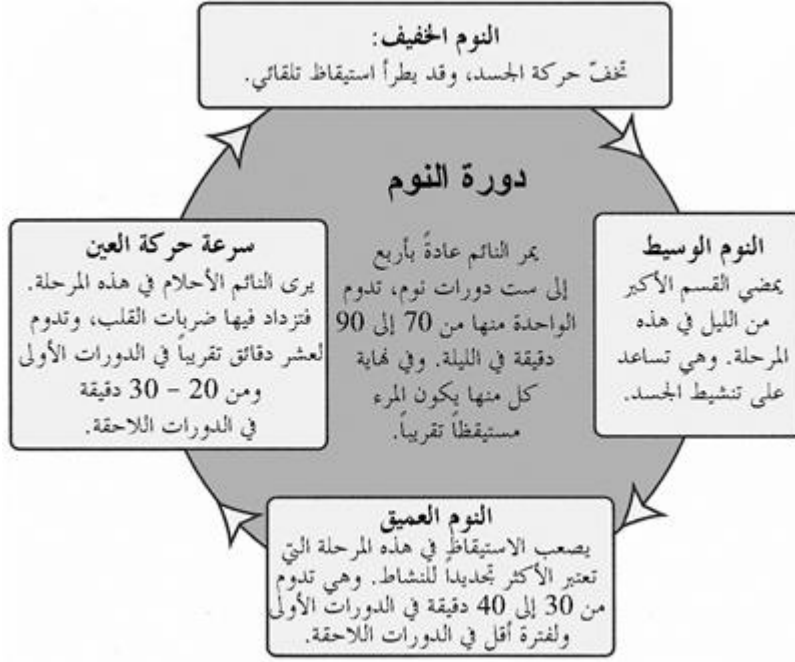 النوم الخفيف:
تخفّ حركة الجسد، وقد يطرأ استيقاظ تلقائي.
دورة النوم
يمر النائم عادةً بأربع
إلى ست دورات نوم، تدوم
الواحدة منها من 70 إلى 90
دقيقة في الليلة. وفي نهاية
كل منها يكون المرء
مستيقظاً تقريباً.
النوم الوسيط
يمضي القسم الأكبر
من الليل في هذه
المرحلة. وهي تساعد
على تنشيط الجسد.
النوم العميق
يصعب الاستيقاظ في هذه المرحلة التي
تعتبر الأكثر تجديداً للنشاط. وهي تدوم
من 30 إلى 40 دقيقة في الدورات الأولى
ولفترة أقل في الدورات اللاحقة.
سرعة حركة العين
يرى النائم الأحلام في هذه المرحلة.
فتزداد فيها ضربات القلب، وتدوم
لعشر دقائق تقريباً في الدورات الأولى
ومن 20 – 30 دقيقة
في الدورات اللاحقة.